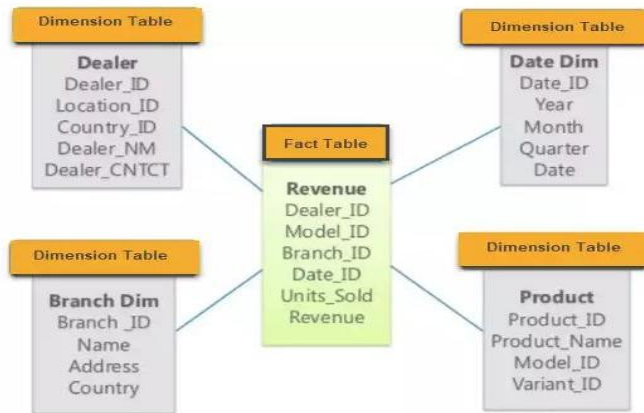 Dimension Table
Dealer
Dealer_ID
Location_ID
Country_ID
Dealer_NM
Dealer_CNTCT
Dimension Table
Date Dim
Date_ID
Year
Month
Quarter
Date
Fact Table
Revenue
Dealer_ID
Model_ID
Branch_ID
Date_ID
Units_Sold
Revenue
Dimension Table
Branch Dim
Branch _ID
Name
Address
Country
Dimension Table
Product
Product_ID
Product_Name
Model_ID
Variant_ID